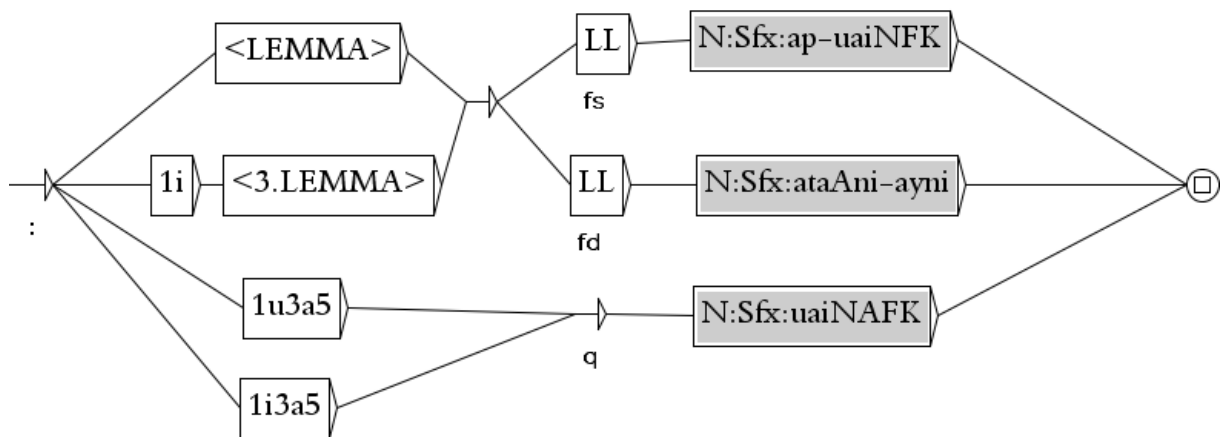 <LEMMA>
LL
N:Sfx:ap-uaiNFK
fs
1i
<3.LEMMA>
LL
N:Sfx:ataAni-ayni
:
fd
1u3a5
N:Sfx:uaiNAFK
q
1i3a5